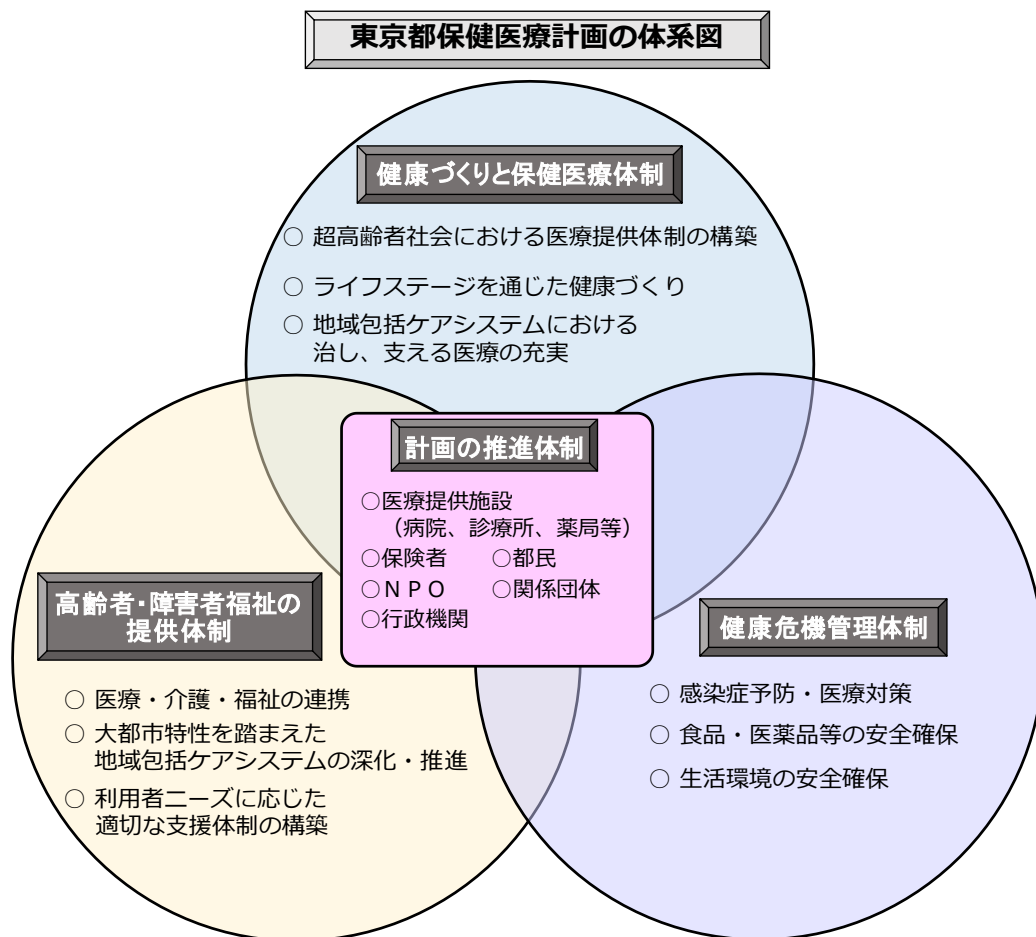 東京都保健医療計画の体系図
健康づくりと保健医療体制
○ 超高齢者社会における医療提供体制の構築
○ ライフステージを通じた健康づくり
○ 地域包括ケアシステムにおける
治し、支える医療の充実
計画の推進体制
○医療提供施設
（病院、診療所、薬局等）
○保険者 ○都民
○ＮＰＯ ○関係団体
○行政機関
高齢者・障害者福祉の
提供体制
○ 医療・介護・福祉の連携
○ 大都市特性を踏まえた
地域包括ケアシステムの深化・推進
○ 利用者ニーズに応じた
適切な支援体制の構築
健康危機管理体制
○ 感染症予防・医療対策
○ 食品・医薬品等の安全確保
○ 生活環境の安全確保